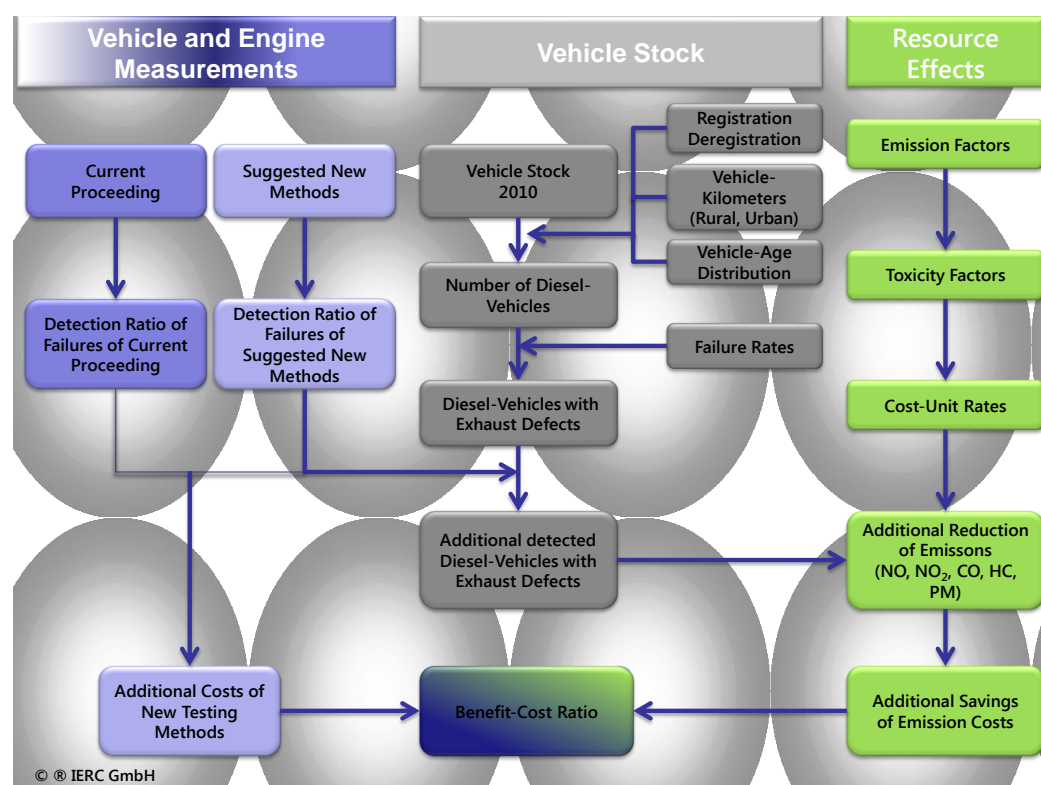 Vehicle and Engine
Measurements
Vehicle Stock
Resource
Effects
Current
Proceeding
Suggested New
Methods
Vehicle Stock
2010
Registration
Deregistration
Vehicle-
Kilometers
(Rural, Urban)
Vehicle-Age
Distribution
Emission Factors
Detection Ratio of
Failures of Current
Proceeding
Detection Ratio of
Failures of
Suggested New
Methods
Number of Diesel-
Vehicles
Failure Rates
Toxicity Factors
Diesel-Vehicles with
Exhaust Defects
Cost-Unit Rates
Additional detected
Diesel-Vehicles with
Exhaust Defects
Additional Reduction
of Emissons
(NO, NO₂, CO, HC,
PM)
Additional Costs of
New Testing
Methods
Benefit-Cost Ratio
Additional Savings
of Emission Costs
© ® IERC GmbH